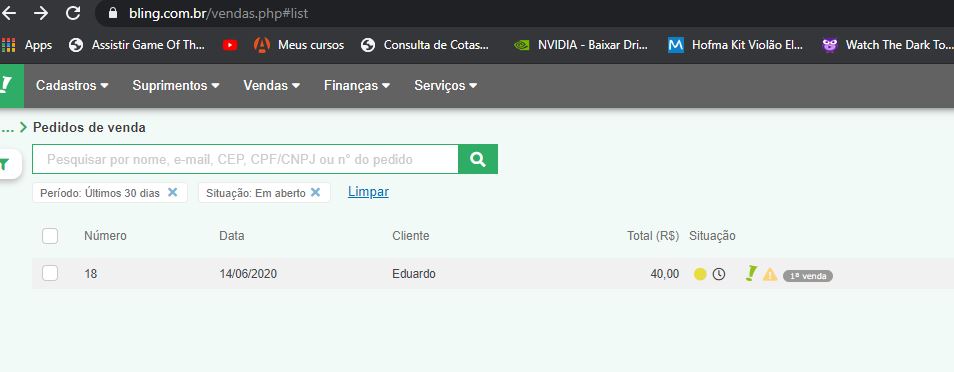 bling.com.br/vendas.php#list
Apps Assistir Game Of Th... Meus cursos Consulta de Cotas... NVIDIA - Baixar Dri... Hofma Kit Violão El... Watch The Dark To...
Cadastros Suprimentos Vendas Finanças Serviços
... > Pedidos de venda
Pesquisar por nome, e-mail, CEP, CPF/CNPJ ou n° do pedido
Período: Últimos 30 dias × Situação: Em aberto × Limpar
Número Data Cliente Total (R$) Situação
18 14/06/2020 Eduardo 40,00 1ª venda